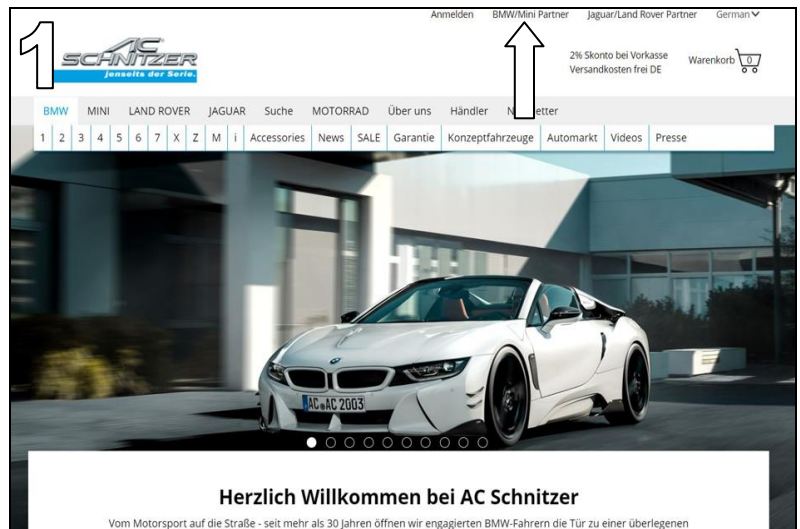 1
Anmelden BMW/Mini Partner Jaguar/Land Rover Partner German
AC SCHNITZER
jenseits der Serie.
2% Skonto bei Vorkasse
Versandkosten frei DE
Warenkorb 0
BMW MINI LAND ROVER JAGUAR Suche MOTORRAD Über uns Händler
1 2 3 4 5 6 7 X Z M i Accessories News SALE Garantie Konzeptfahrzeuge Automarkt Videos Presse
AC AC 2003
Herzlich Willkommen bei AC Schnitzer
Vom Motorsport auf die Straße - seit mehr als 30 Jahren öffnen wir engagierten BMW-Fahrern die Tür zu einer überlegenen